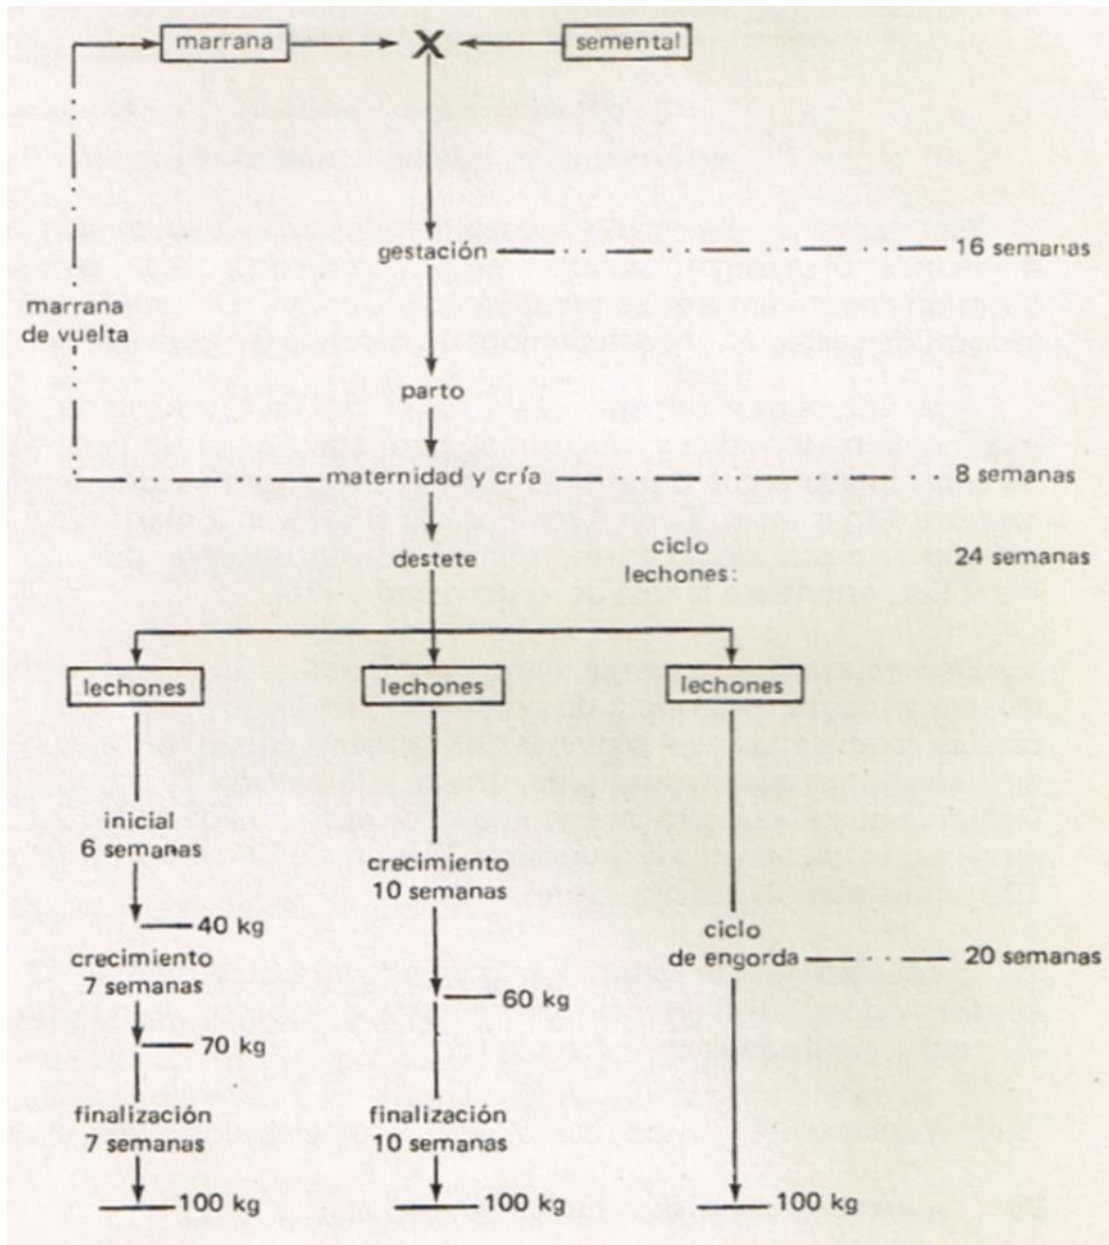 marrana
X
semental
gestación
16 semanas
marrana
de vuelta
parto
maternidad y cría
8 semanas
destete
ciclo
lechones:
24 semanas
lechones
lechones
lechones
inicial
6 semanas
crecimiento
10 semanas
40 kg
ciclo
de engorda
20 semanas
crecimiento
7 semanas
60 kg
70 kg
finalización
7 semanas
finalización
10 semanas
100 kg
100 kg
100 kg